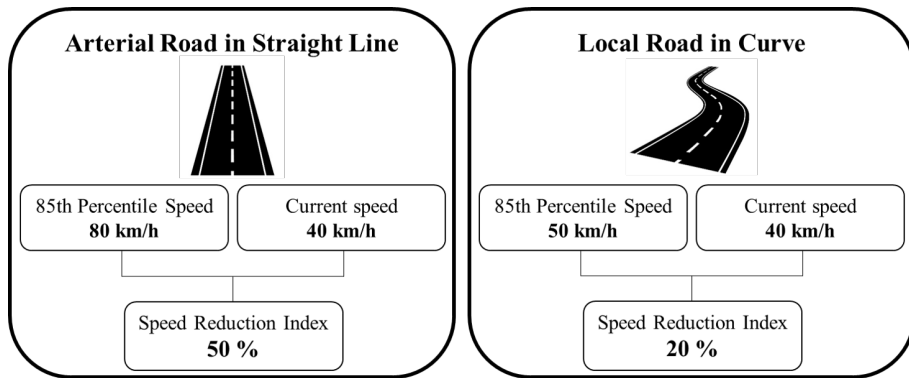 Arterial Road in Straight Line
85th Percentile Speed
80 km/h
Current speed
40 km/h
Speed Reduction Index
50 %
Local Road in Curve
85th Percentile Speed
50 km/h
Current speed
40 km/h
Speed Reduction Index
20 %